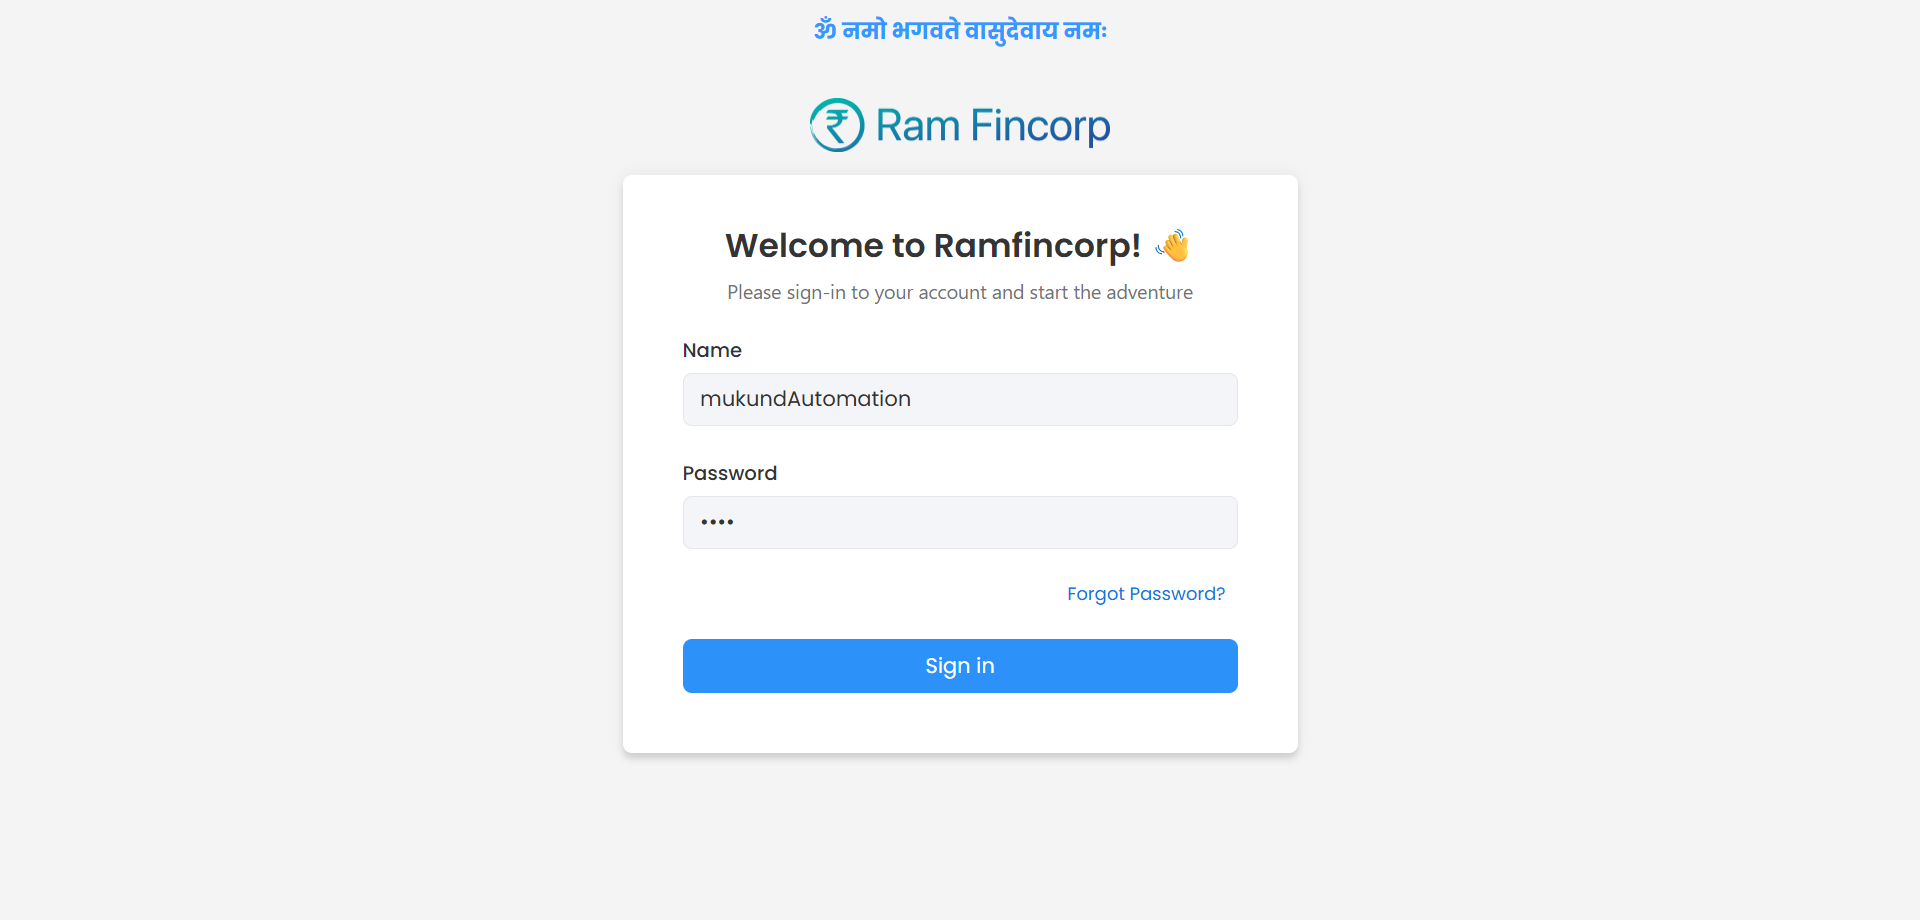 ॐ नमो भगवते वासुदेवाय नमः
₹ Ram Fincorp
Welcome to Ramfincorp! 👋
Please sign-in to your account and start the adventure
Name
mukundAutomation
Password
••••
Forgot Password?
Sign in